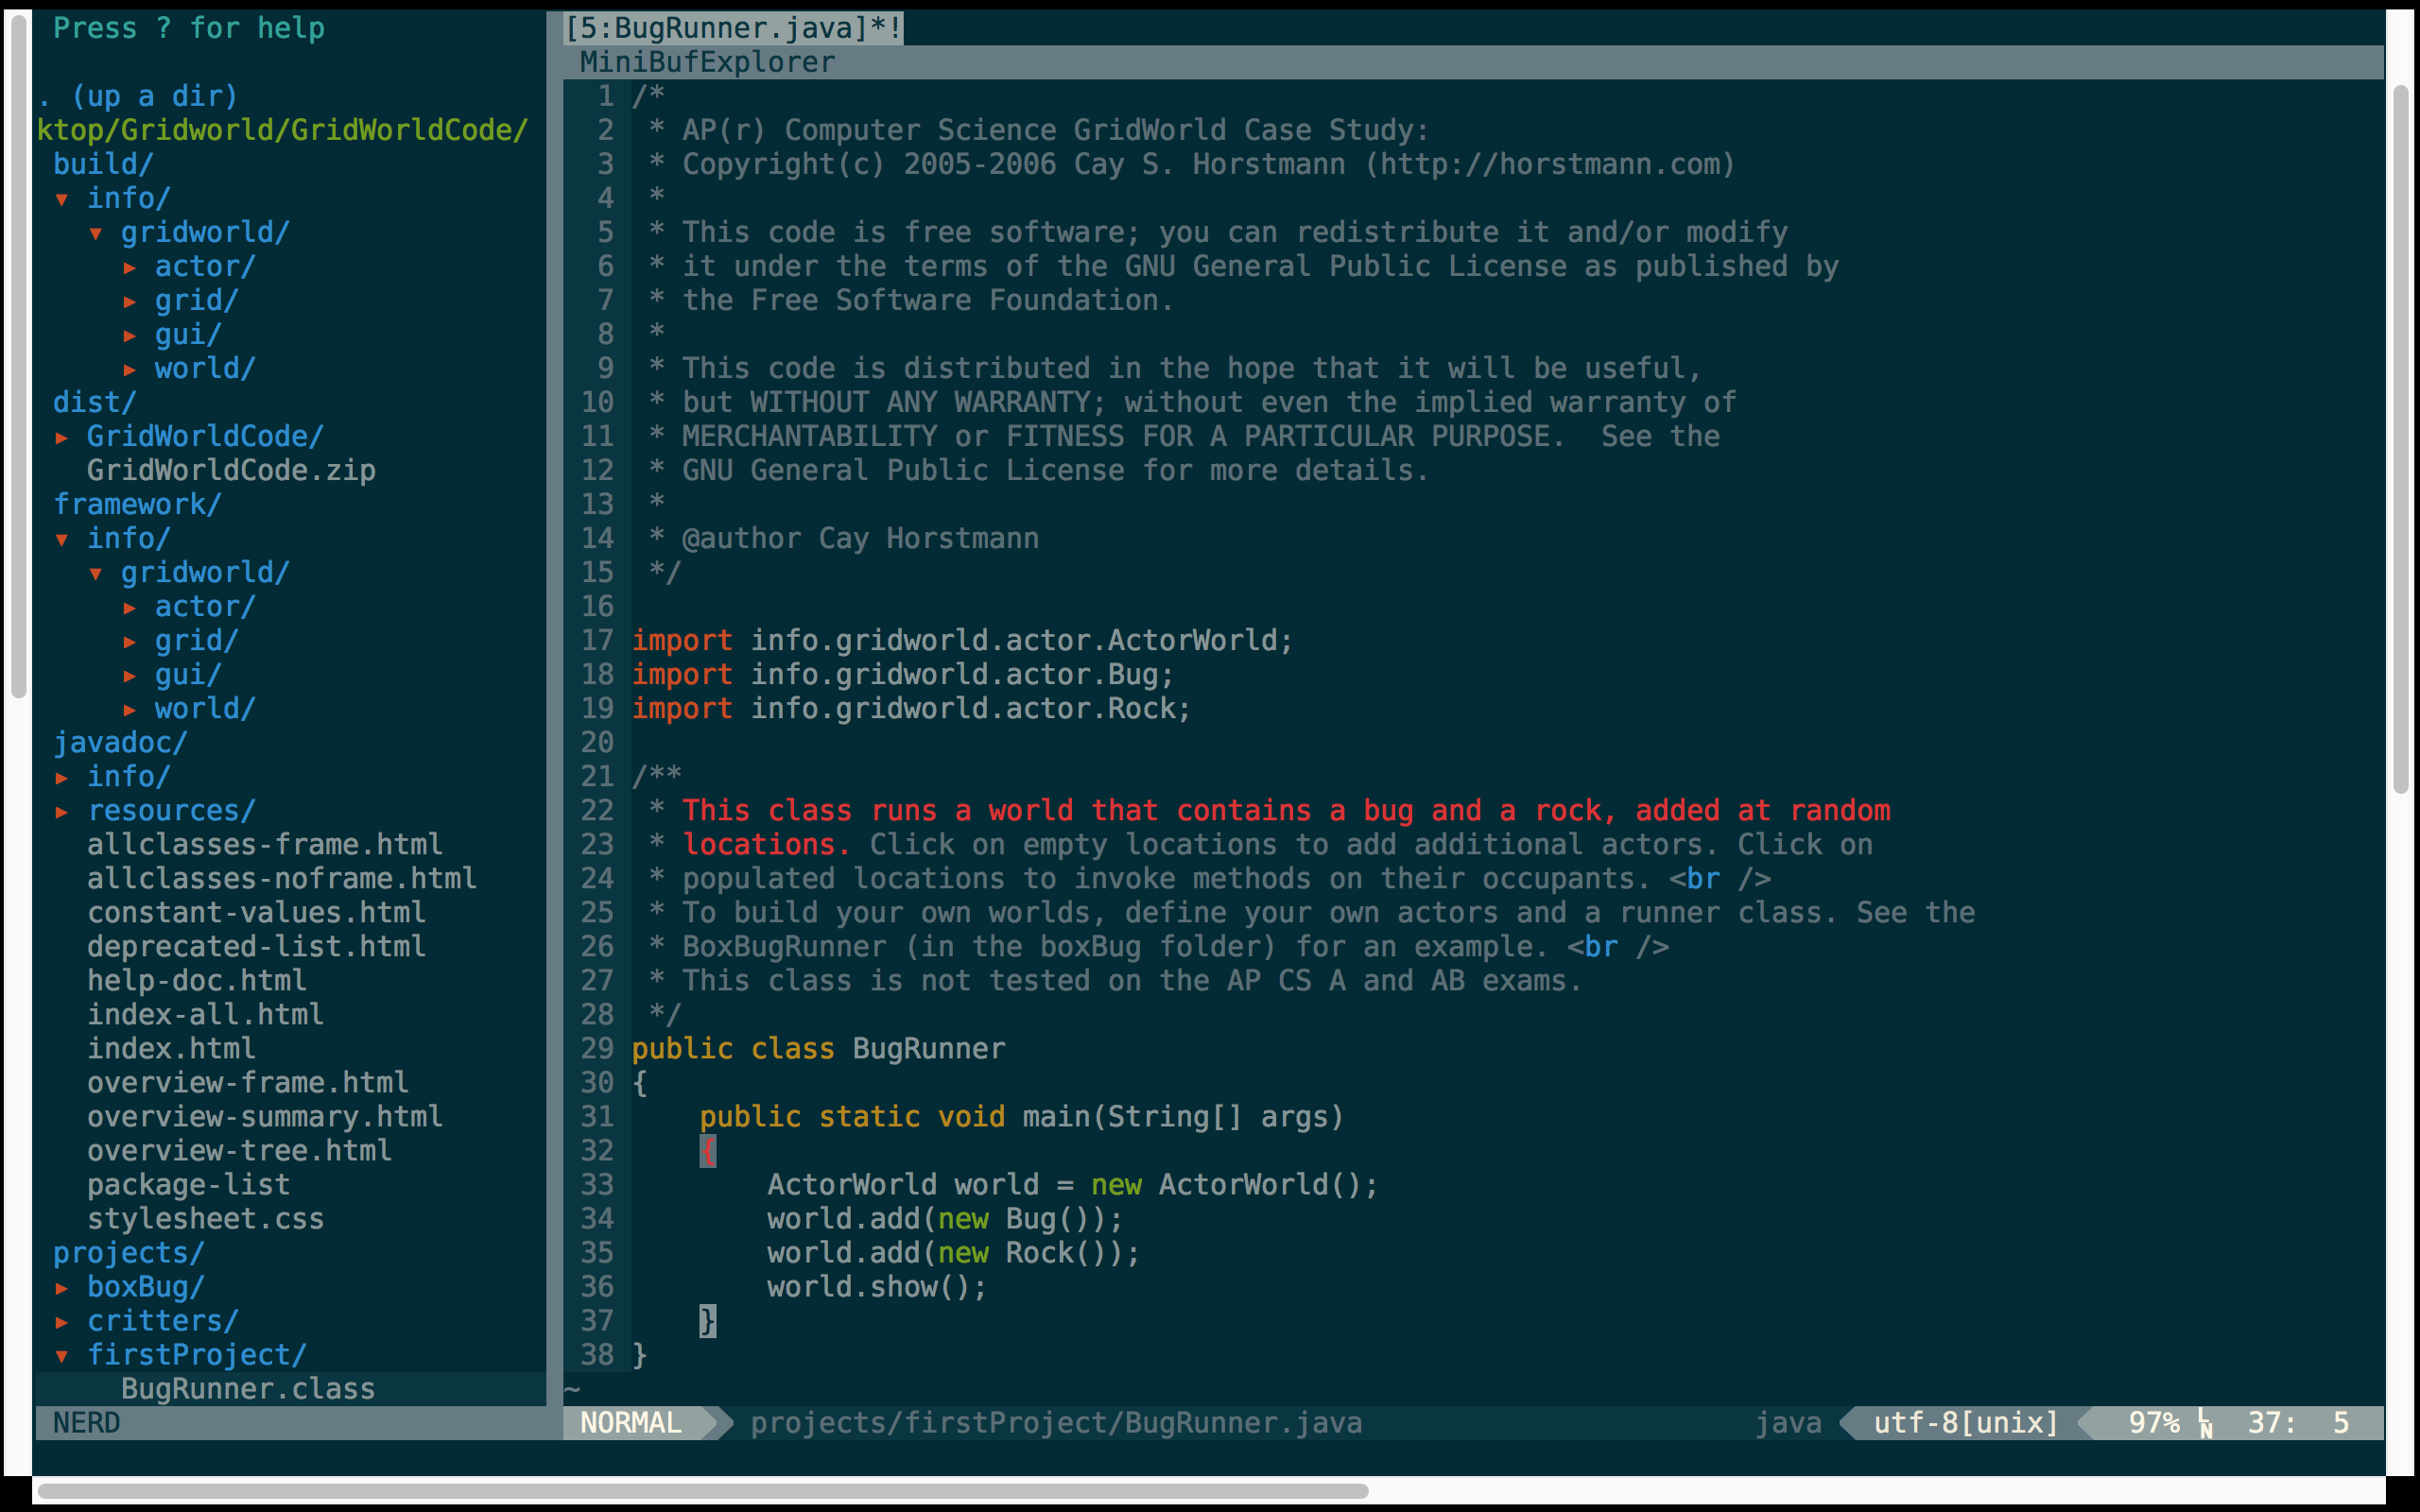 Press ? for help
. (up a dir)
ktop/Gridworld/GridWorldCode/
build/
▾ info/
▾ gridworld/
▸ actor/
▸ grid/
▸ gui/
▸ world/
dist/
▸ GridWorldCode/
GridWorldCode.zip
framework/
▾ info/
▾ gridworld/
▸ actor/
▸ grid/
▸ gui/
▸ world/
javadoc/
▸ info/
▸ resources/
allclasses-frame.html
allclasses-noframe.html
constant-values.html
deprecated-list.html
help-doc.html
index-all.html
index.html
overview-frame.html
overview-summary.html
overview-tree.html
package-list
stylesheet.css
projects/
▸ boxBug/
▸ critters/
▾ firstProject/
BugRunner.class
NERD
[5:BugRunner.java]*!
MiniBufExplorer
1 /*
2  * AP(r) Computer Science GridWorld Case Study:
3  * Copyright(c) 2005-2006 Cay S. Horstmann (http://horstmann.com)
4  *
5  * This code is free software; you can redistribute it and/or modify
6  * it under the terms of the GNU General Public License as published by
7  * the Free Software Foundation.
8  *
9  * This code is distributed in the hope that it will be useful,
10  * but WITHOUT ANY WARRANTY; without even the implied warranty of
11  * MERCHANTABILITY or FITNESS FOR A PARTICULAR PURPOSE.  See the
12  * GNU General Public License for more details.
13  *
14  * @author Cay Horstmann
15  */
16
17 import info.gridworld.actor.ActorWorld;
18 import info.gridworld.actor.Bug;
19 import info.gridworld.actor.Rock;
20
21 /**
22  * This class runs a world that contains a bug and a rock, added at random
23  * locations. Click on empty locations to add additional actors. Click on
24  * populated locations to invoke methods on their occupants. <br />
25  * To build your own worlds, define your own actors and a runner class. See the
26  * BoxBugRunner (in the boxBug folder) for an example. <br />
27  * This class is not tested on the AP CS A and AB exams.
28  */
29 public class BugRunner
30 {
31     public static void main(String[] args)
32     {
33         ActorWorld world = new ActorWorld();
34         world.add(new Bug());
35         world.add(new Rock());
36         world.show();
37     }
38 }
~
NORMAL projects/firstProject/BugRunner.java java utf-8[unix] 97% LN 37: 5